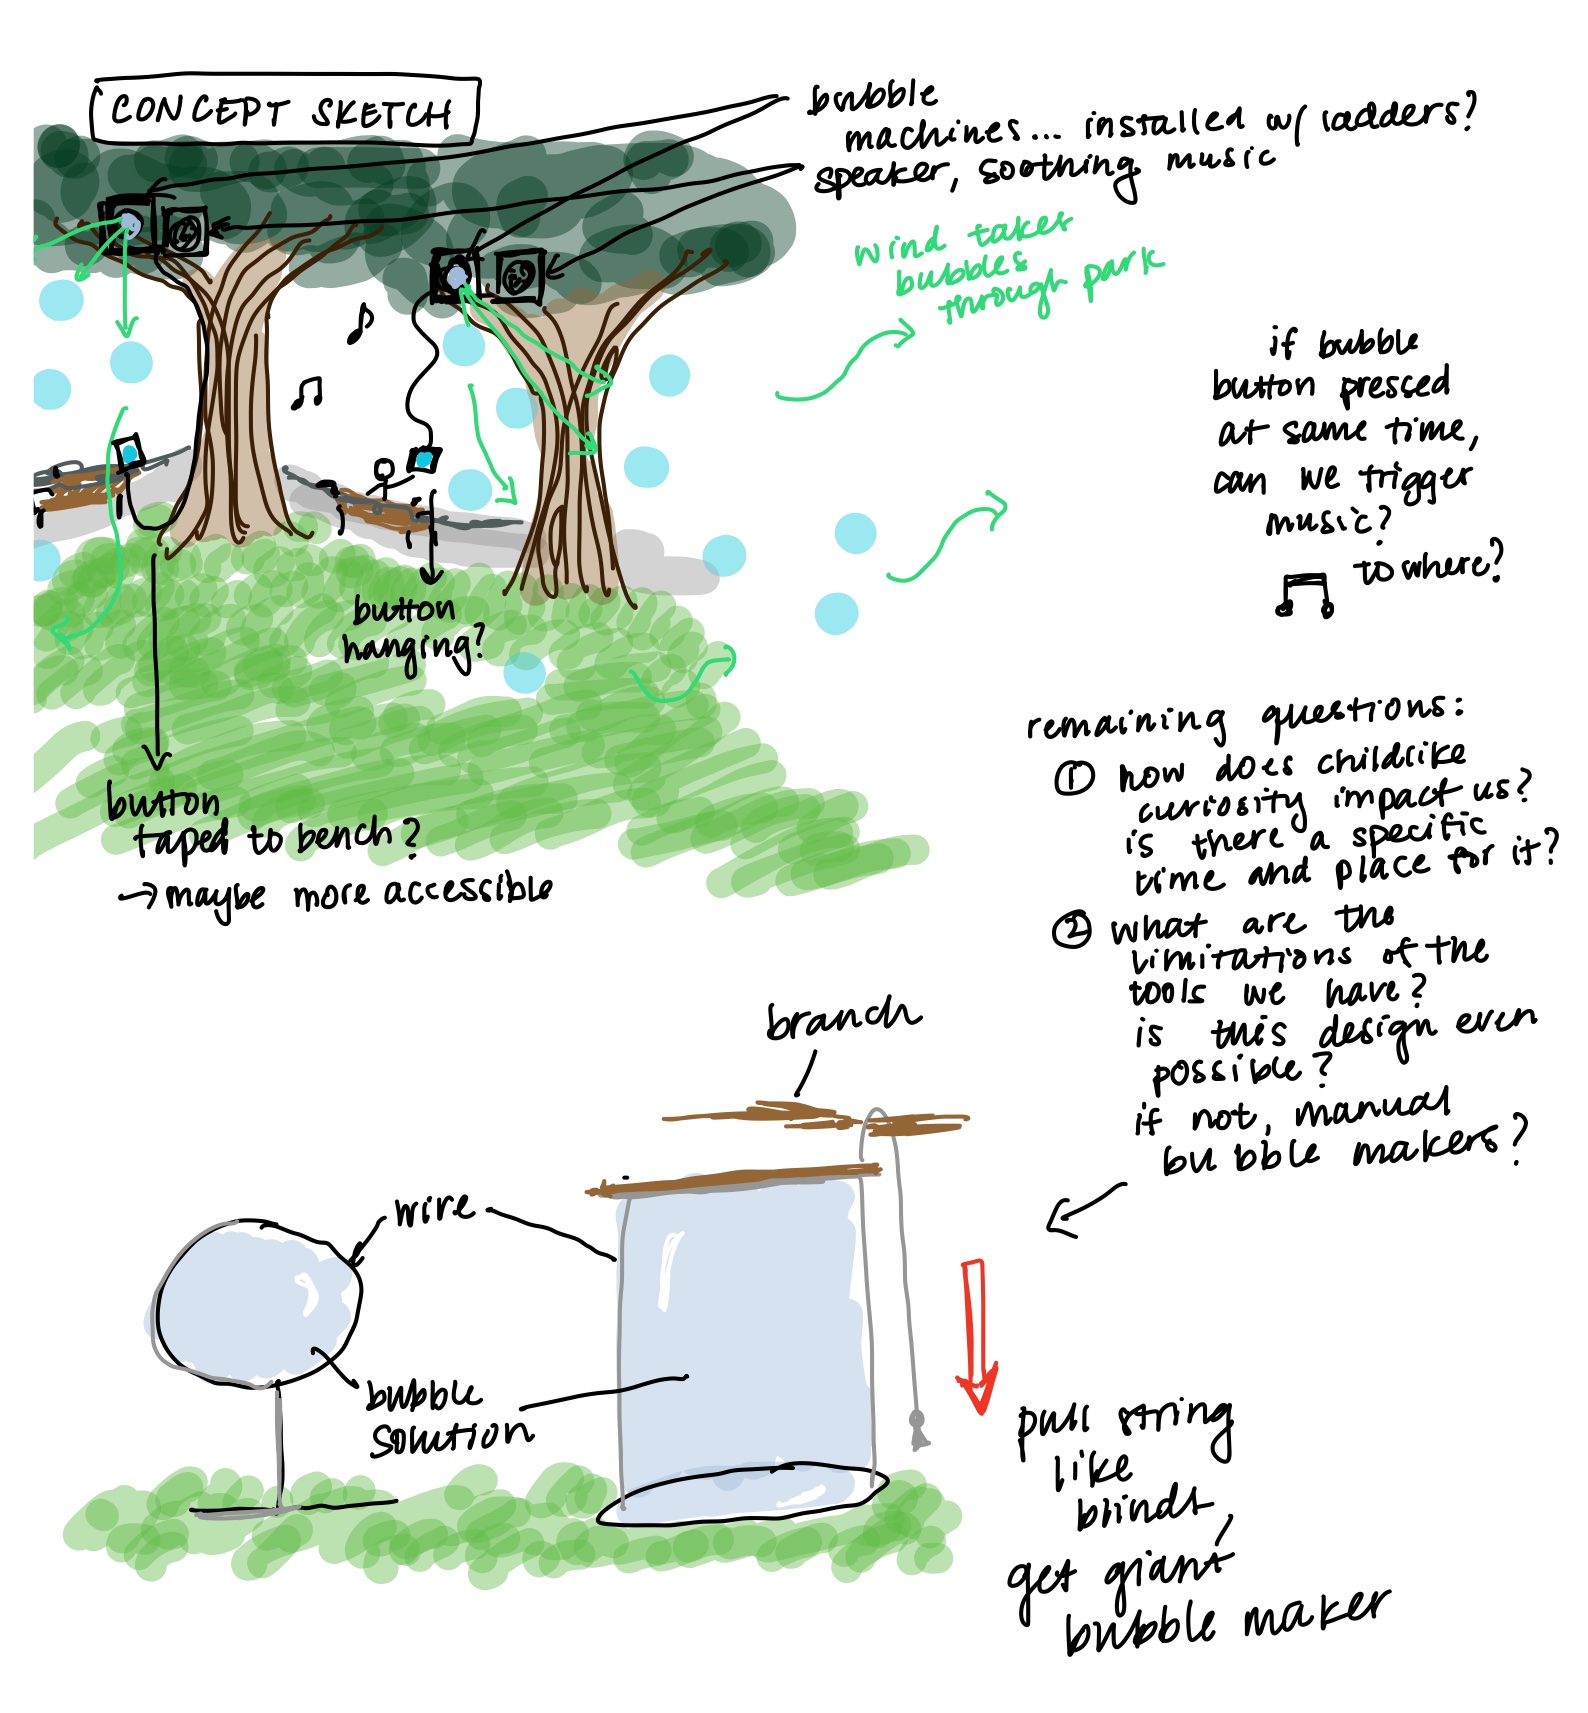 CONCEPT SKETCH
bubble
machines... installed w/ ladders?
speaker, soothing music
wind takes
bubbles
through park
if bubble
button pressed
at same time,
can we trigger
music?
to where?
button
hanging?
button
taped to bench?
→ maybe more accessible
remaining questions:
① how does childlike
curiosity impact us?
is there a specific
time and place for it?
② what are the
limitations of the
tools we have?
is this design even
possible?
if not, manual
bubble makers?
branch
wire
bubble
solution
pull string
like
blinds,
get giant
bubble maker